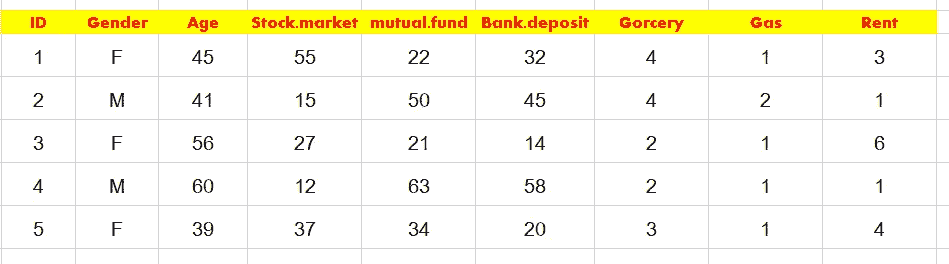 ID Gender Age Stock.market mutual.fund Bank.deposit Gorcery Gas Rent
1 F 45 55 22 32 4 1 3
2 M 41 15 50 45 4 2 1
3 F 56 27 21 14 2 1 6
4 M 60 12 63 58 2 1 1
5 F 39 37 34 20 3 1 4